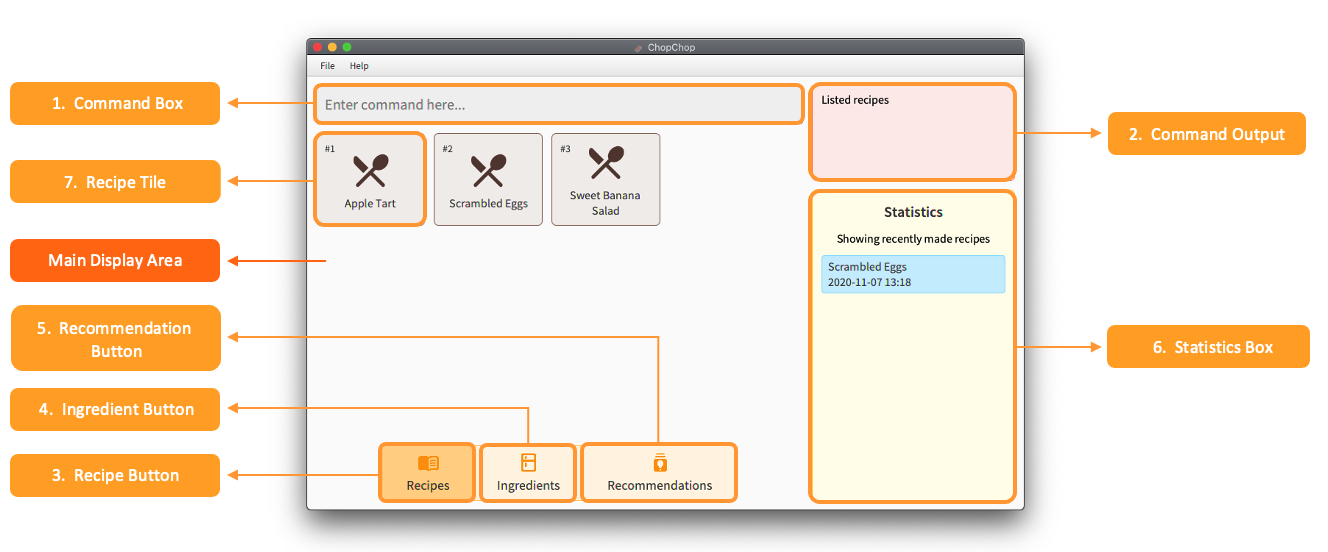 ChopChop
File Help
1. Command Box
Enter command here...
Listed recipes
2. Command Output
7. Recipe Tile
#1
Apple Tart
#2
Scrambled Eggs
#3
Sweet Banana
Salad
Main Display Area
Statistics
Showing recently made recipes
Scrambled Eggs
2020-11-07 13:18
5. Recommendation
Button
6. Statistics Box
4. Ingredient Button
3. Recipe Button
Recipes
Ingredients
Recommendations